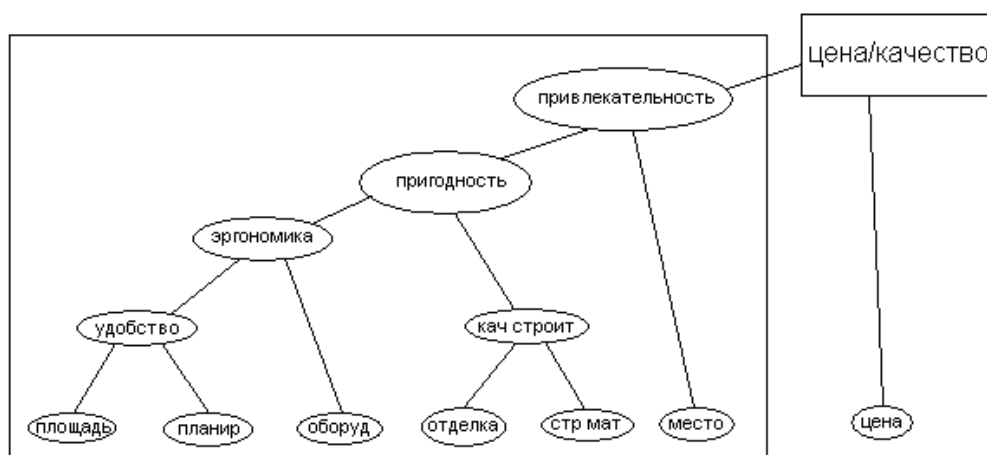 цена/качество
привлекательность
пригодность
эргономика
удобство
кач строит
площадь
планир
оборуд
отделка
стр мат
место
цена